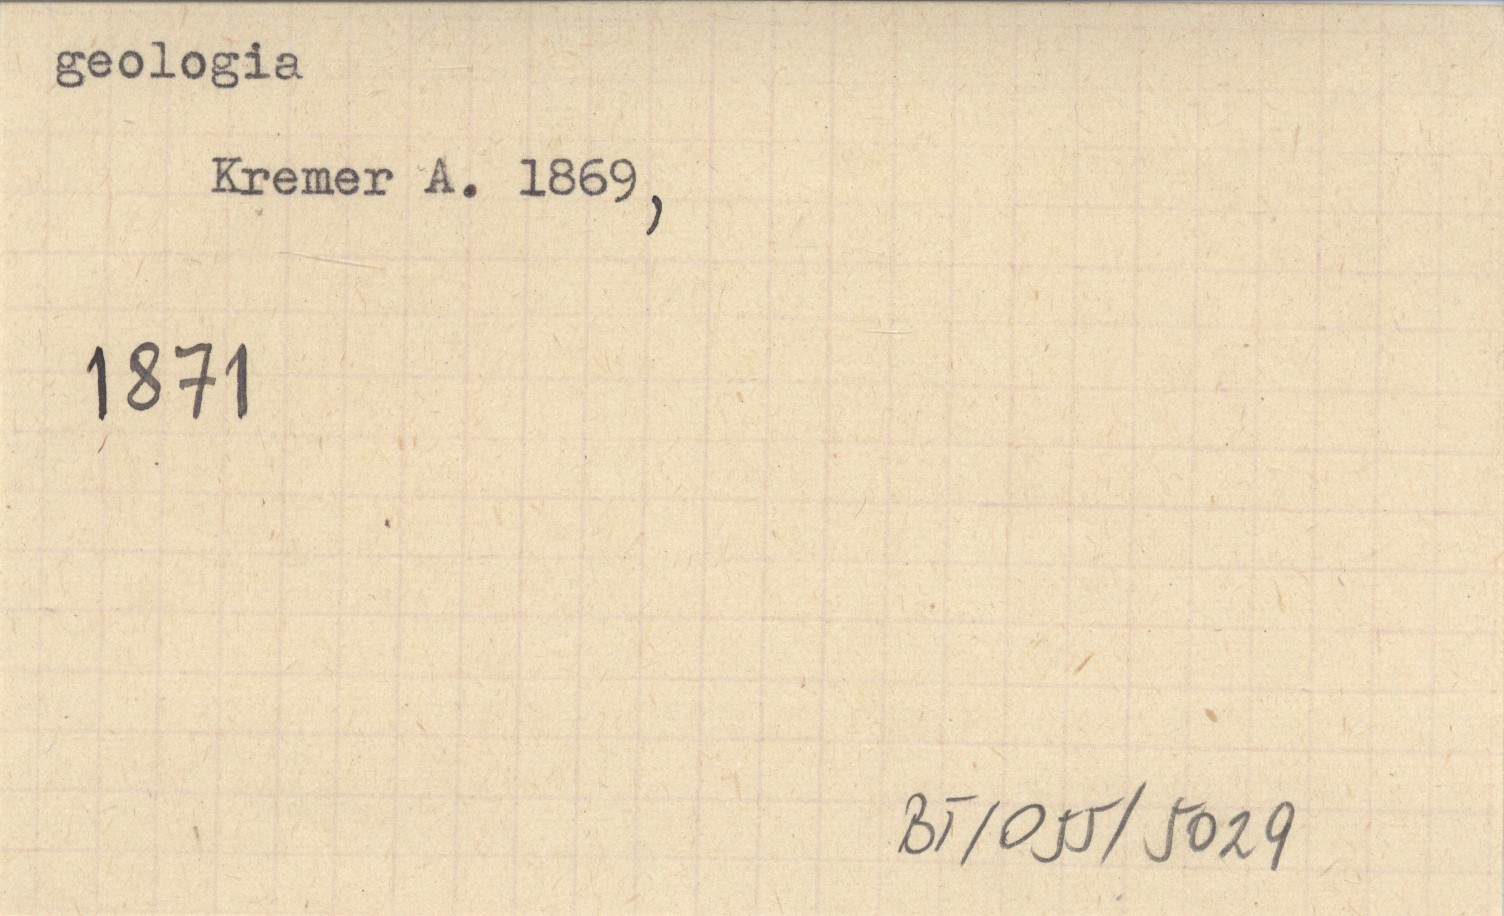 geologia
Kremer A. 1869,
1871
BT/055/5029